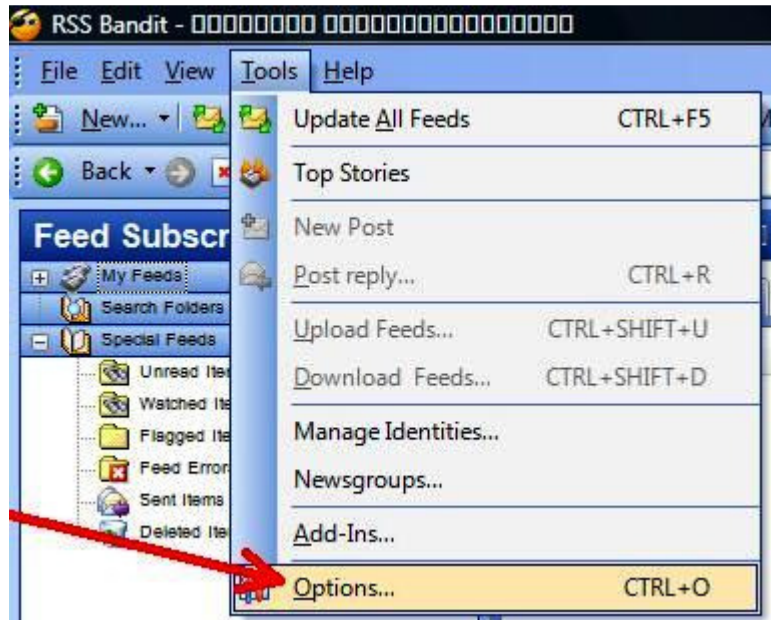 RSS Bandit -
File Edit View Tools Help
New...
Update All Feeds CTRL+F5
Back
Top Stories
Feed Subscr
New Post
My Feeds
Post reply... CTRL+R
Search Folders
Special Feeds
Upload Feeds... CTRL+SHIFT+U
Unread Ite
Download Feeds... CTRL+SHIFT+D
Watched Ite
Flagged Ite
Manage Identities...
Feed Error
Newsgroups...
Sent Items
Deleted Ite
Add-Ins...
Options... CTRL+O